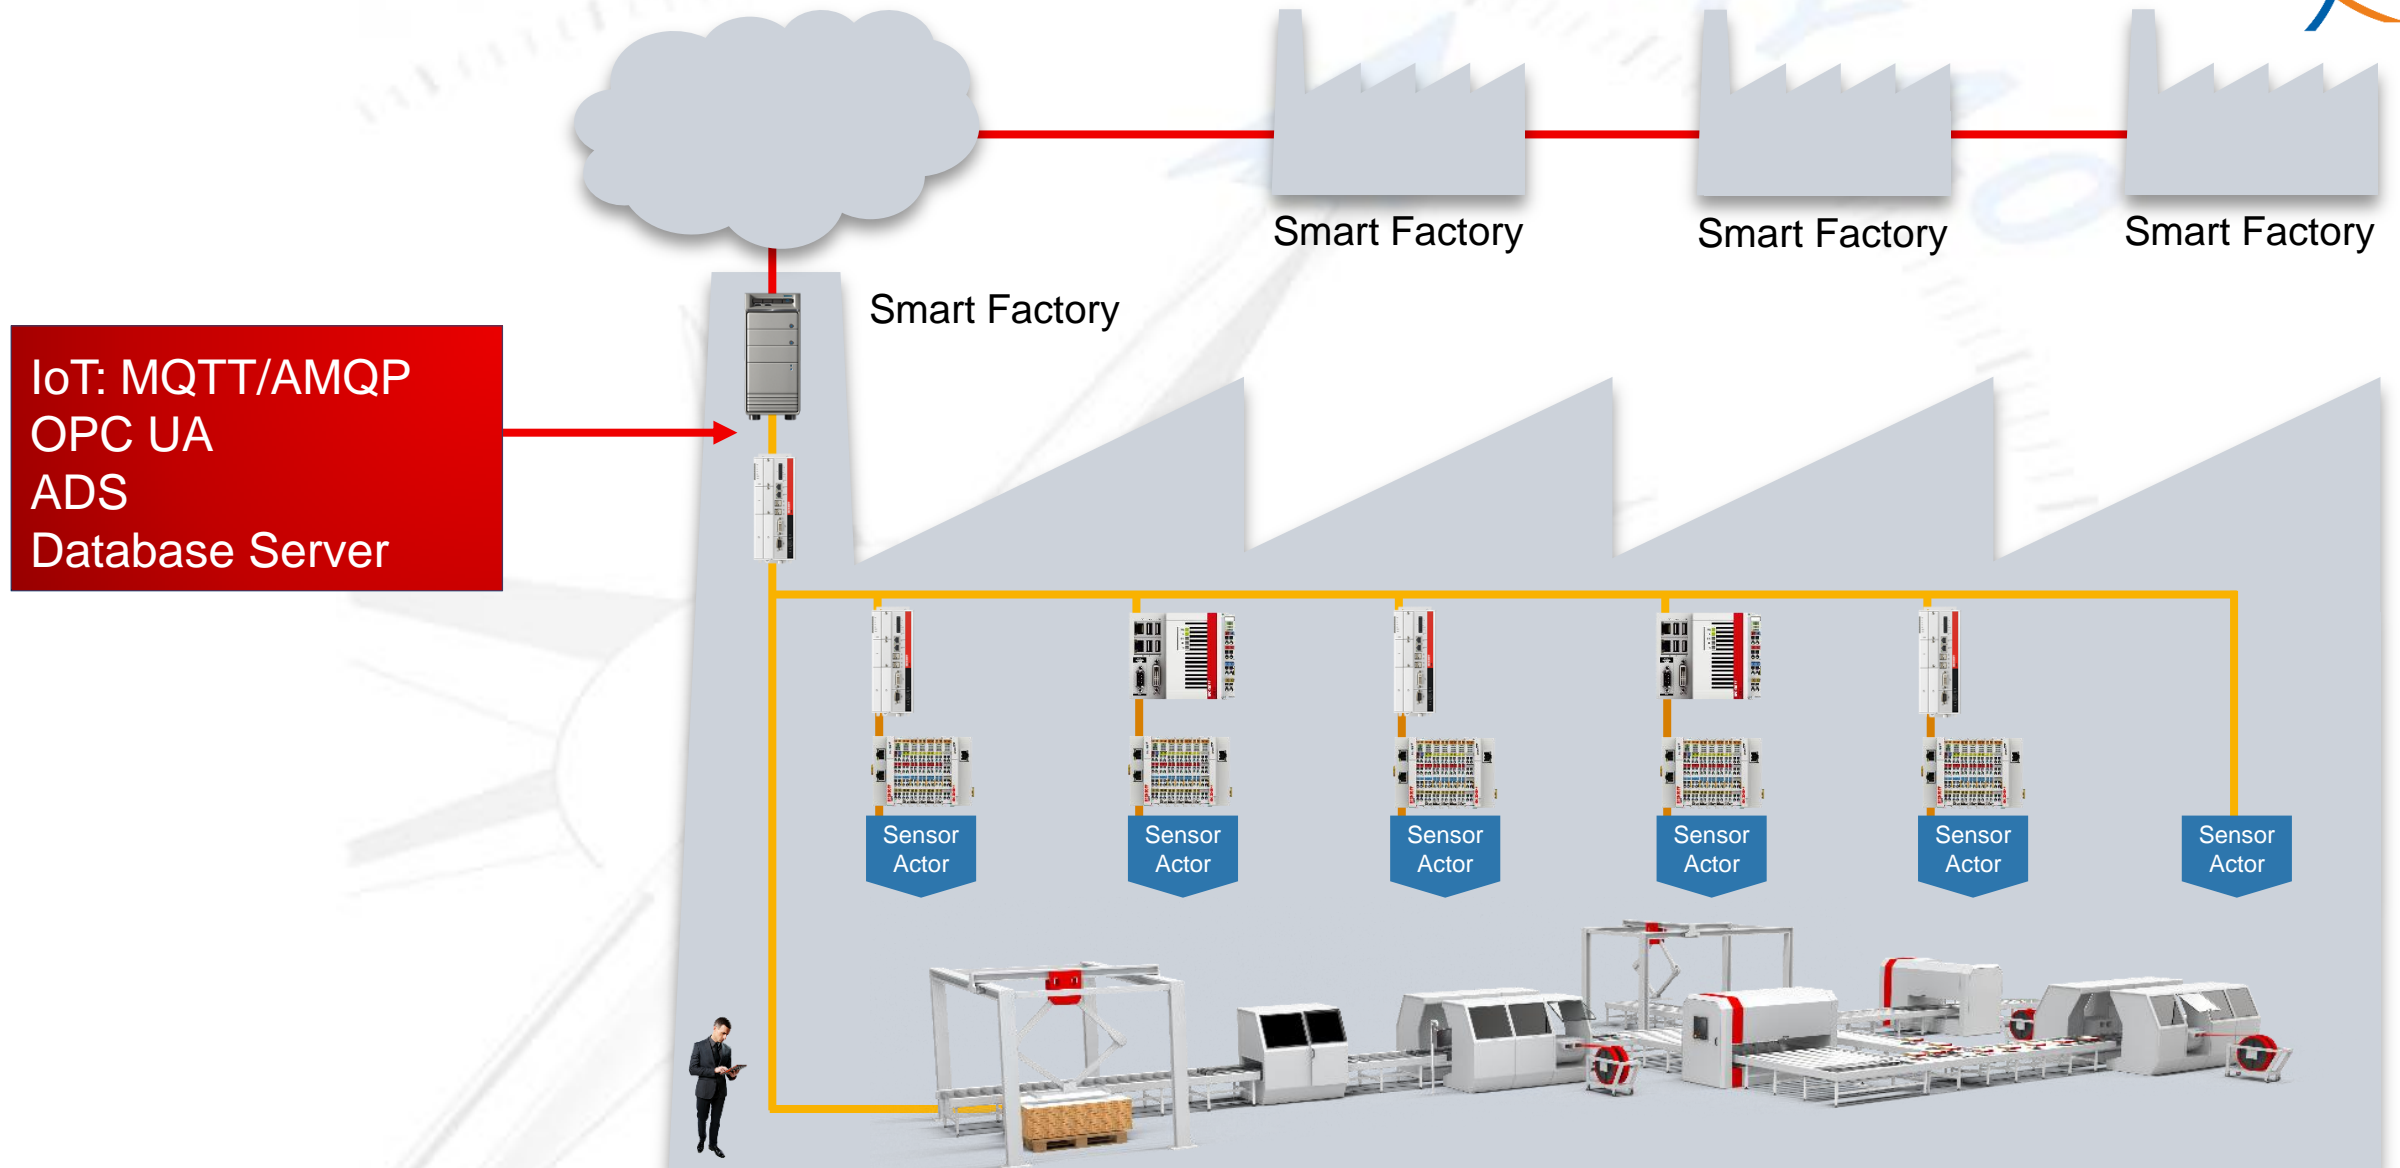 Smart Factory
Smart Factory
Smart Factory
Smart Factory
IoT: MQTT/AMQP
OPC UA
ADS
Database Server
Sensor
Actor
Sensor
Actor
Sensor
Actor
Sensor
Actor
Sensor
Actor
Sensor
Actor